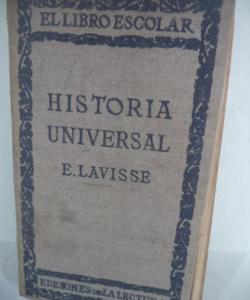 EL LIBRO ESCOLAR
HISTORIA
UNIVERSAL
E. LAVISSE
EDICIONES DE LA LECTURA